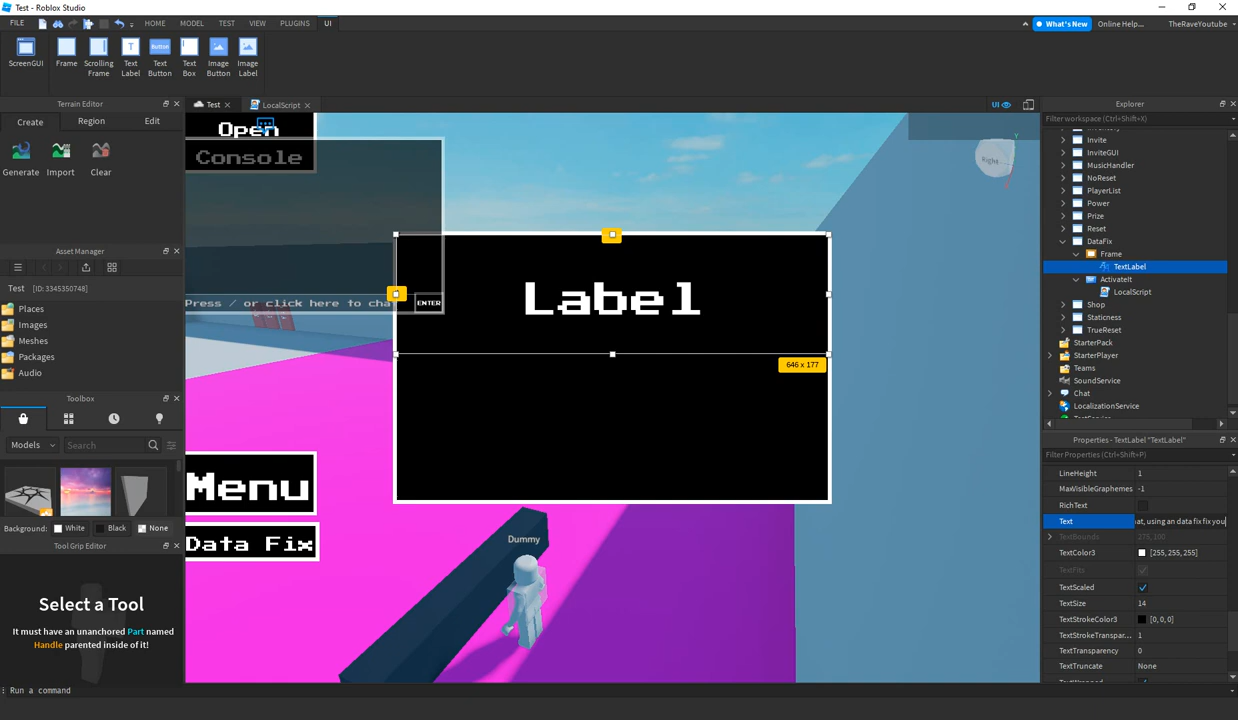 Test - Roblox Studio
FILE HOME MODEL TEST VIEW PLUGINS UI What's New Online Help... TheRaveYoutube
ScreenGUI Frame Scrolling Frame Text Label Text Button Text Box Image Button Image Label
Button
Terrain Editor
Create Region Edit
Generate Import Clear
Asset Manager
Test [ID: 3345350748]
Places
Images
Meshes
Packages
Audio
Toolbox
Models Search
Background: White Black None
Tool Grip Editor
Select a Tool
It must have an unanchored Part named
Handle parented inside of it!
Run a command
Test LocalScript UI
Open
Console
Press / or click here to cha ENTER
Label
646 x 177
Menu
Data Fix
Dummy
Right
Y
Explorer
Filter workspace (Ctrl+Shift+X)
Invite
InviteGUI
MusicHandler
NoReset
PlayerList
Power
Prize
Reset
DataFix
Frame
TextLabel
ActivateIt
LocalScript
Shop
Staticness
TrueReset
StarterPack
StarterPlayer
Teams
SoundService
Chat
LocalizationService
Properties - TextLabel "TextLabel"
Filter Properties (Ctrl+Shift+P)
LineHeight 1
MaxVisibleGraphemes -1
RichText
Text at, using an data fix fix you
TextBounds 275, 100
TextColor3 [255, 255, 255]
TextFits
TextScaled
TextSize 14
TextStrokeColor3 [0, 0, 0]
TextStrokeTranspar... 1
TextTransparency 0
TextTruncate None